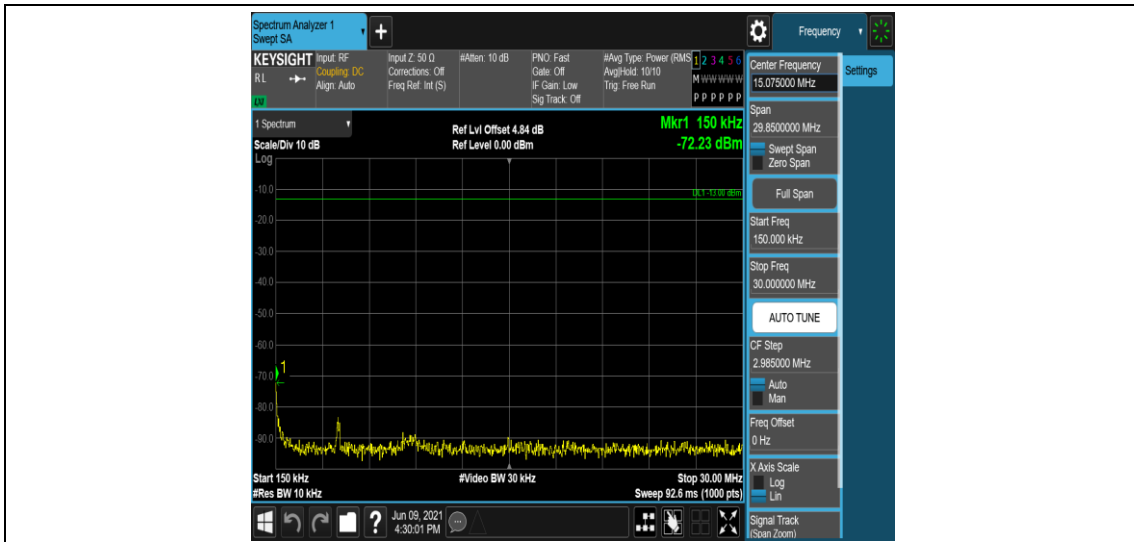 Spectrum Analyzer 1
Swept SA
+
Frequency
KEYSIGHT
RL
LXI
Input: RF
Coupling: DC
Align: Auto
Input Z: 50 Ω
Corrections: Off
Freq Ref: Int (S)
#Atten: 10 dB
PNO: Fast
Gate: Off
IF Gain: Low
Sig Track: Off
#Avg Type: Power (RMS
Avg|Hold: 10/10
Trig: Free Run
1 2 3 4 5 6
M W W W W W
P P P P P P
Center Frequency
15.075000 MHz
Settings
Span
29.8500000 MHz
Swept Span
Zero Span
Full Span
Start Freq
150.000 kHz
Stop Freq
30.000000 MHz
AUTO TUNE
CF Step
2.985000 MHz
Auto
Man
Freq Offset
0 Hz
X Axis Scale
Log
Lin
Signal Track
(Span Zoom)
1 Spectrum
Scale/Div 10 dB
Log
Ref Lvl Offset 4.84 dB
Ref Level 0.00 dBm
Mkr1 150 kHz
-72.23 dBm
DL1 -13.00 dBm
-10.0
-20.0
-30.0
-40.0
-50.0
-60.0
1
-70.0
-80.0
-90.0
Start 150 kHz
#Res BW 10 kHz
#Video BW 30 kHz
Stop 30.00 MHz
Sweep 92.6 ms (1000 pts)
?
Jun 09, 2021
4:30:01 PM